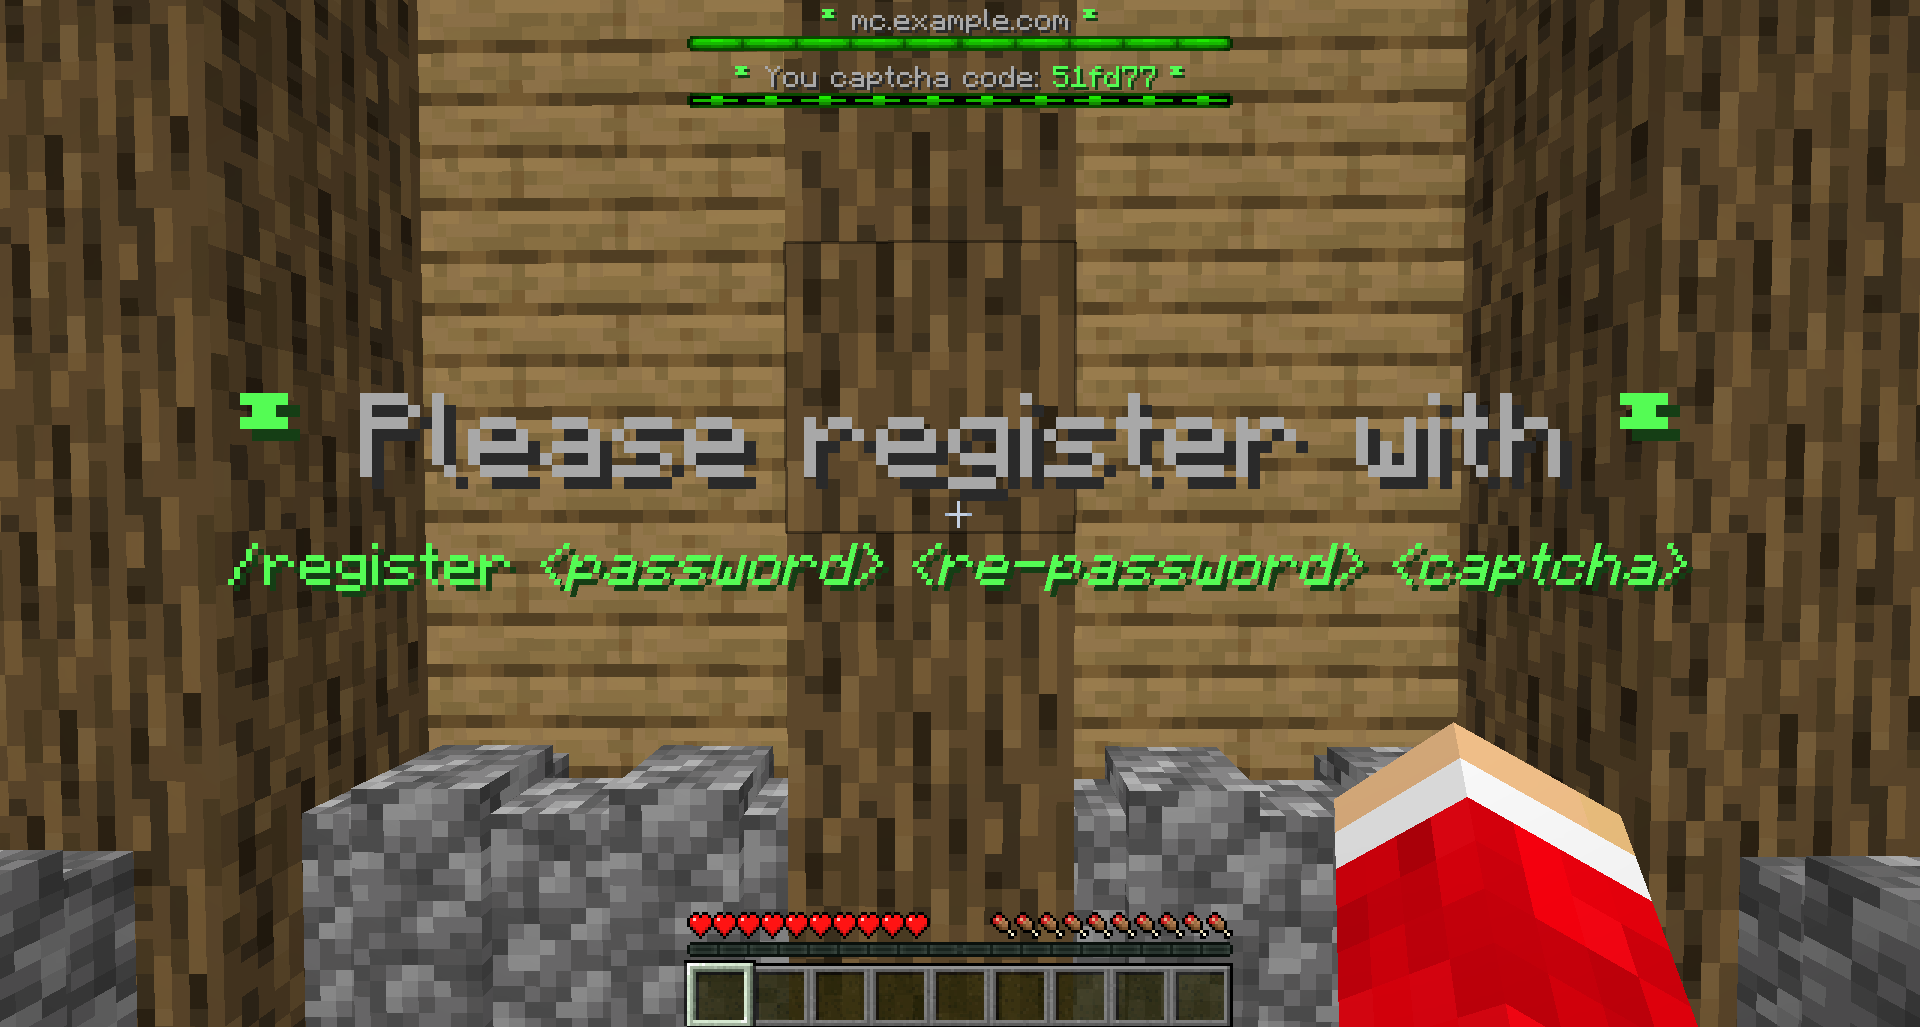 mc.example.com
You captcha code: 51fd77
Please register with
/register <password> <re-password> <captcha>